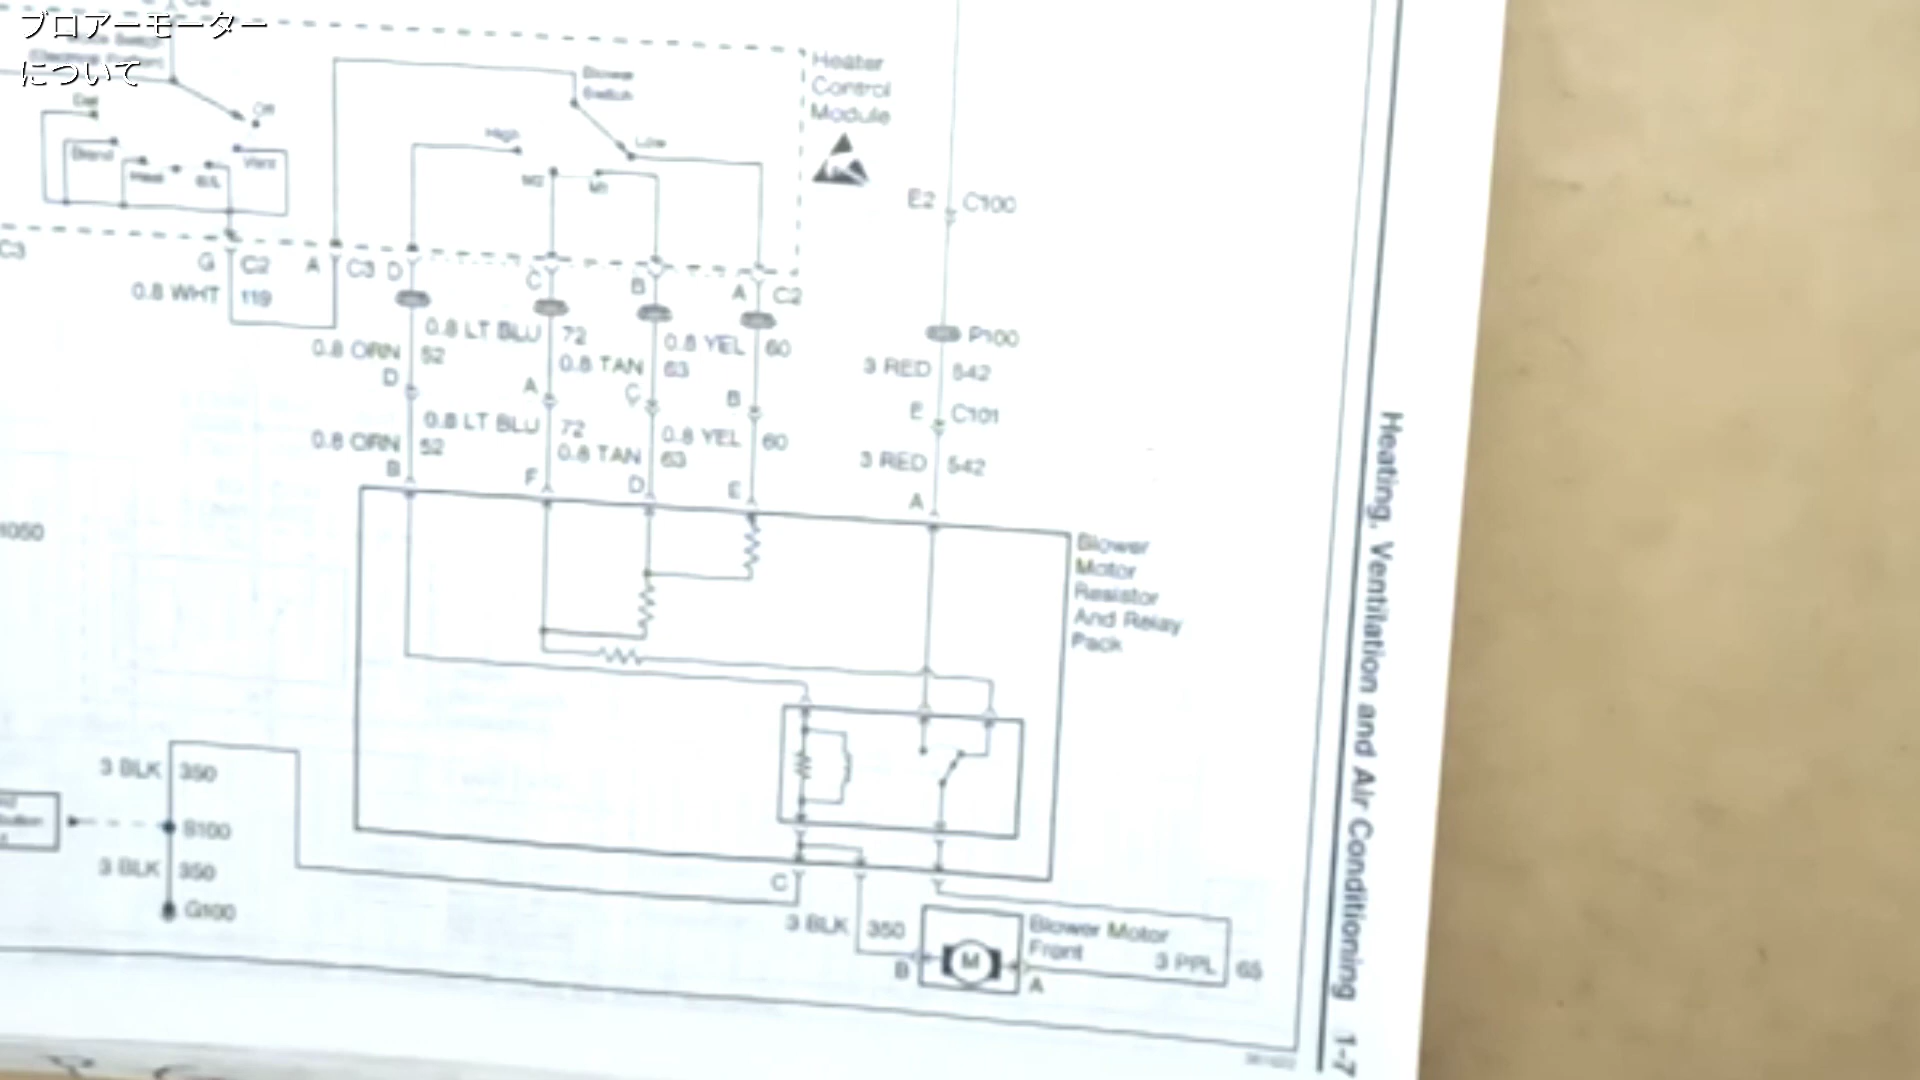 ブロアーモーター
について
Off
Vent
Blend
Blower
Switch
High
Low
M2
M1
Heater
Control
Module
E2 C100
C3
G C2 A C3 D C B A C2
0.8 WHT 119
0.8 ORN 52
0.8 LT BLU 72
0.8 TAN 63
0.8 YEL 60
P100
3 RED 542
D A C B
E C101
0.8 ORN 52
0.8 LT BLU 72
0.8 TAN 63
0.8 YEL 60
3 RED 542
B F D E A
Blower
Motor
Resistor
And Relay
Pack
3 BLK 350
S100
3 BLK 350
G100
C
3 BLK 350
B
M
A
Blower Motor
Front
3 PPL 65
Heating, Ventilation and Air Conditioning 1-7